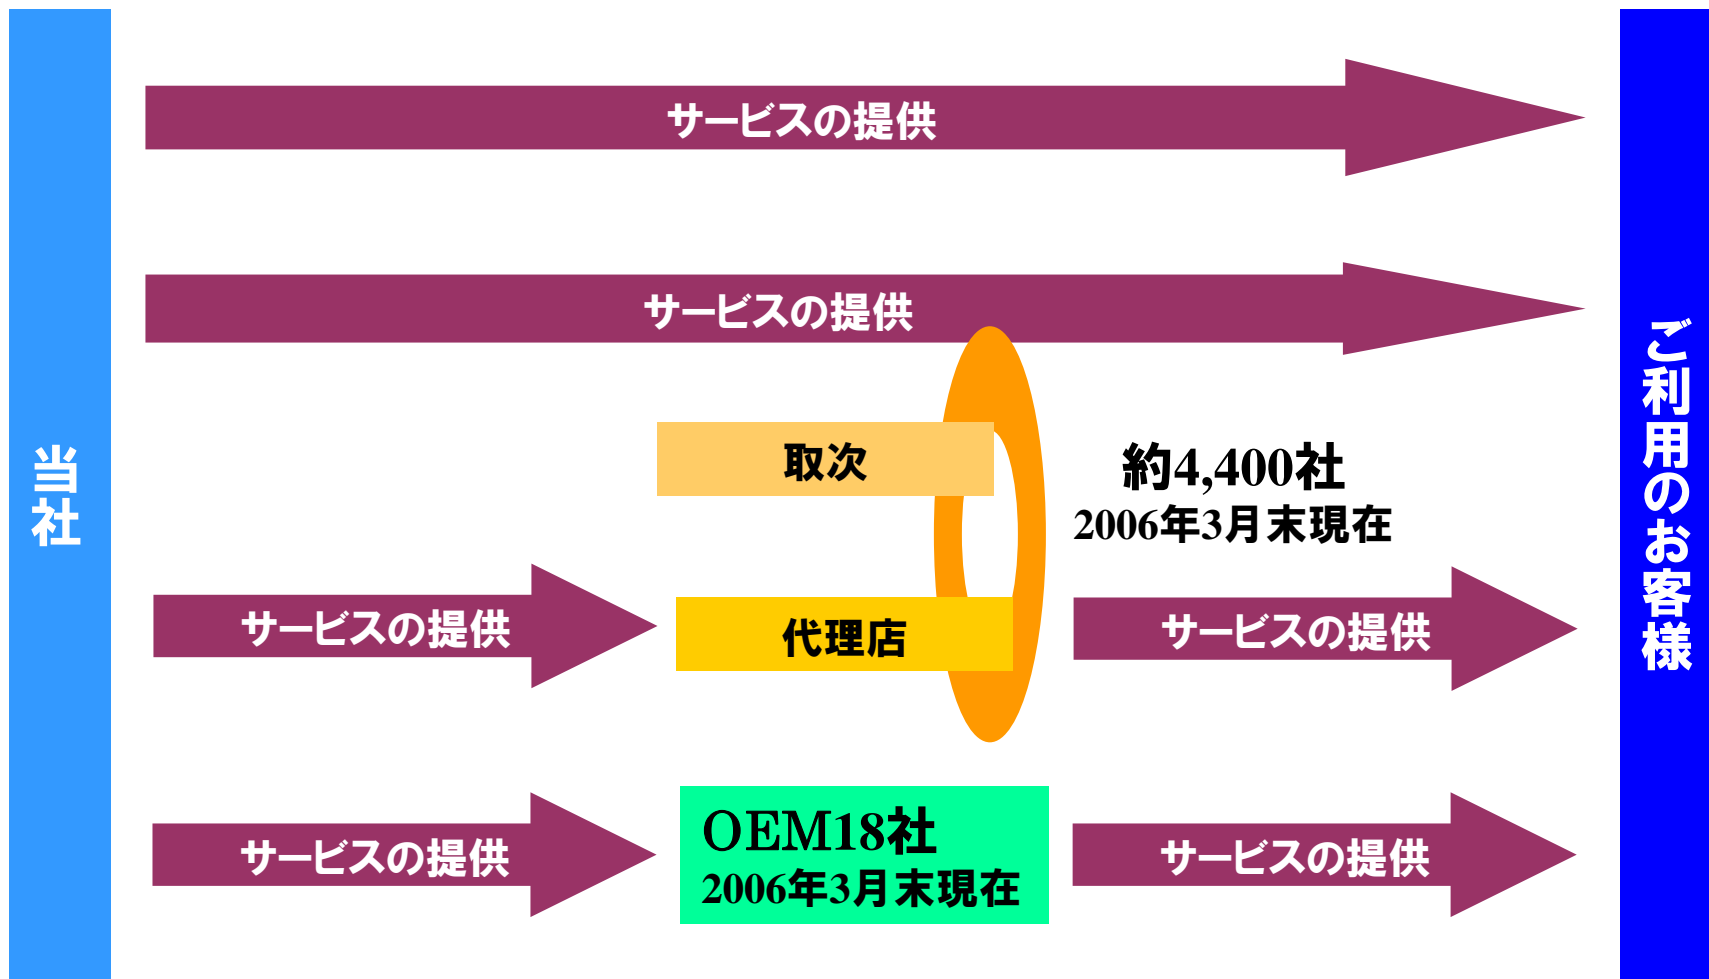 サービスの提供
サービスの提供
当社
ご利用のお客様
取次
約4,400社
2006年3月末現在
サービスの提供
代理店
サービスの提供
サービスの提供
OEM18社
2006年3月末現在
サービスの提供